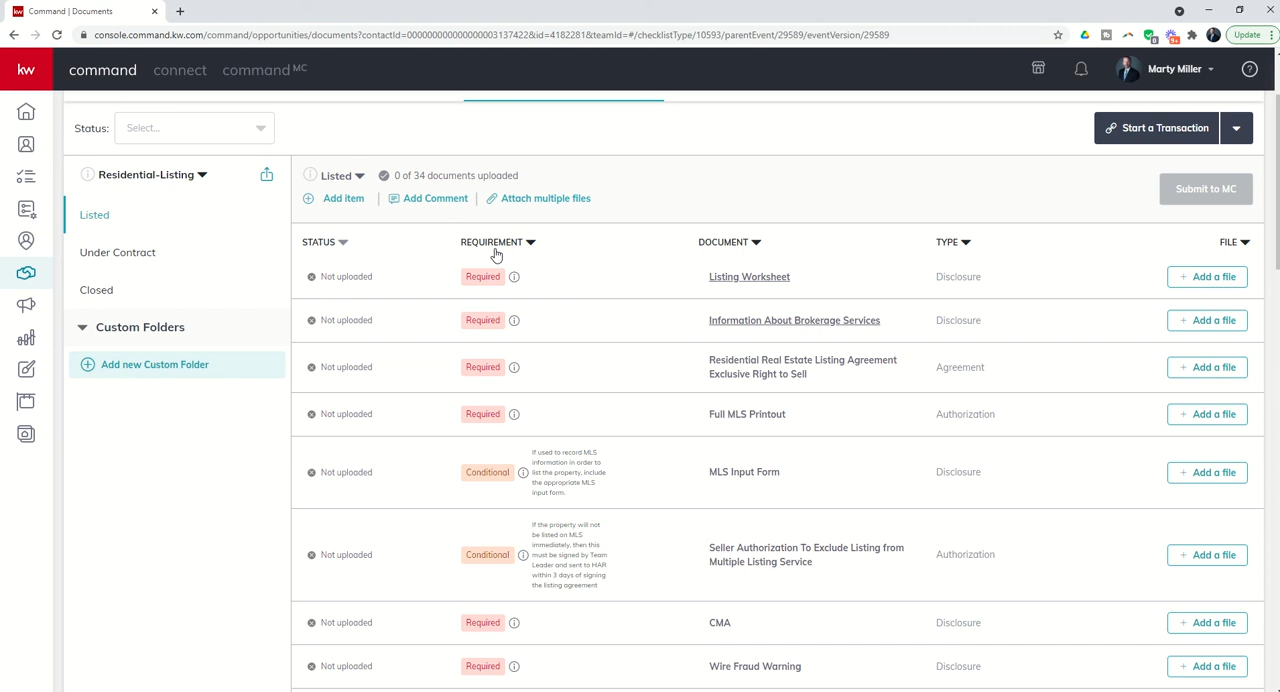 kw Command | Documents
console.command.kw.com/command/opportunities/documents?contactId=0000000000000003137422&id=4182281&teamId=#/checklistType/10593/parentEvent/29589/eventVersion/29589
Update
kw command connect command MC
Marty Miller
Status: Select...
Start a Transaction
Residential-Listing
Listed
Under Contract
Closed
Custom Folders
Add new Custom Folder
Listed 0 of 34 documents uploaded
Add item | Add Comment | Attach multiple files
Submit to MC
STATUS REQUIREMENT DOCUMENT TYPE FILE
Not uploaded Required Listing Worksheet Disclosure + Add a file
Not uploaded Required Information About Brokerage Services Disclosure + Add a file
Not uploaded Required Residential Real Estate Listing Agreement
Exclusive Right to Sell Agreement + Add a file
Not uploaded Required Full MLS Printout Authorization + Add a file
Not uploaded Conditional
If used to record MLS
information in order to
list the property, include
the appropriate MLS
input form.
MLS Input Form Disclosure + Add a file
Not uploaded Conditional
If the property will not
be listed on MLS
immediately, then this
must be signed by Team
Leader and sent to HAR
within 3 days of signing
the listing agreement
Seller Authorization To Exclude Listing from
Multiple Listing Service Authorization + Add a file
Not uploaded Required CMA Disclosure + Add a file
Not uploaded Required Wire Fraud Warning Disclosure + Add a file